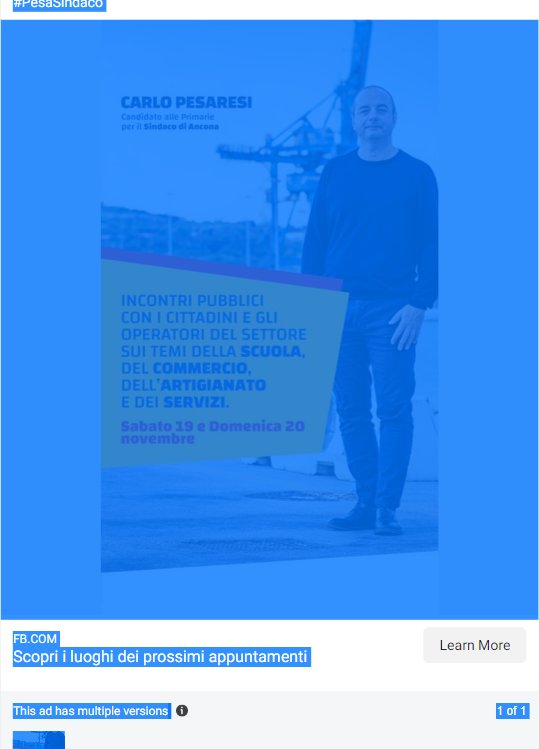 #PesaSindaco
CARLO PESARESI
Candidato alle Primarie
per il Sindaco di Ancona
INCONTRI PUBBLICI
CON I CITTADINI E GLI
OPERATORI DEL SETTORE
SUI TEMI DELLA SCUOLA,
DEL COMMERCIO,
DELL'ARTIGIANATO
E DEI SERVIZI.
Sabato 19 e Domenica 20
novembre
FB.COM
Scopri i luoghi dei prossimi appuntamenti
Learn More
This ad has multiple versions
1 of 1